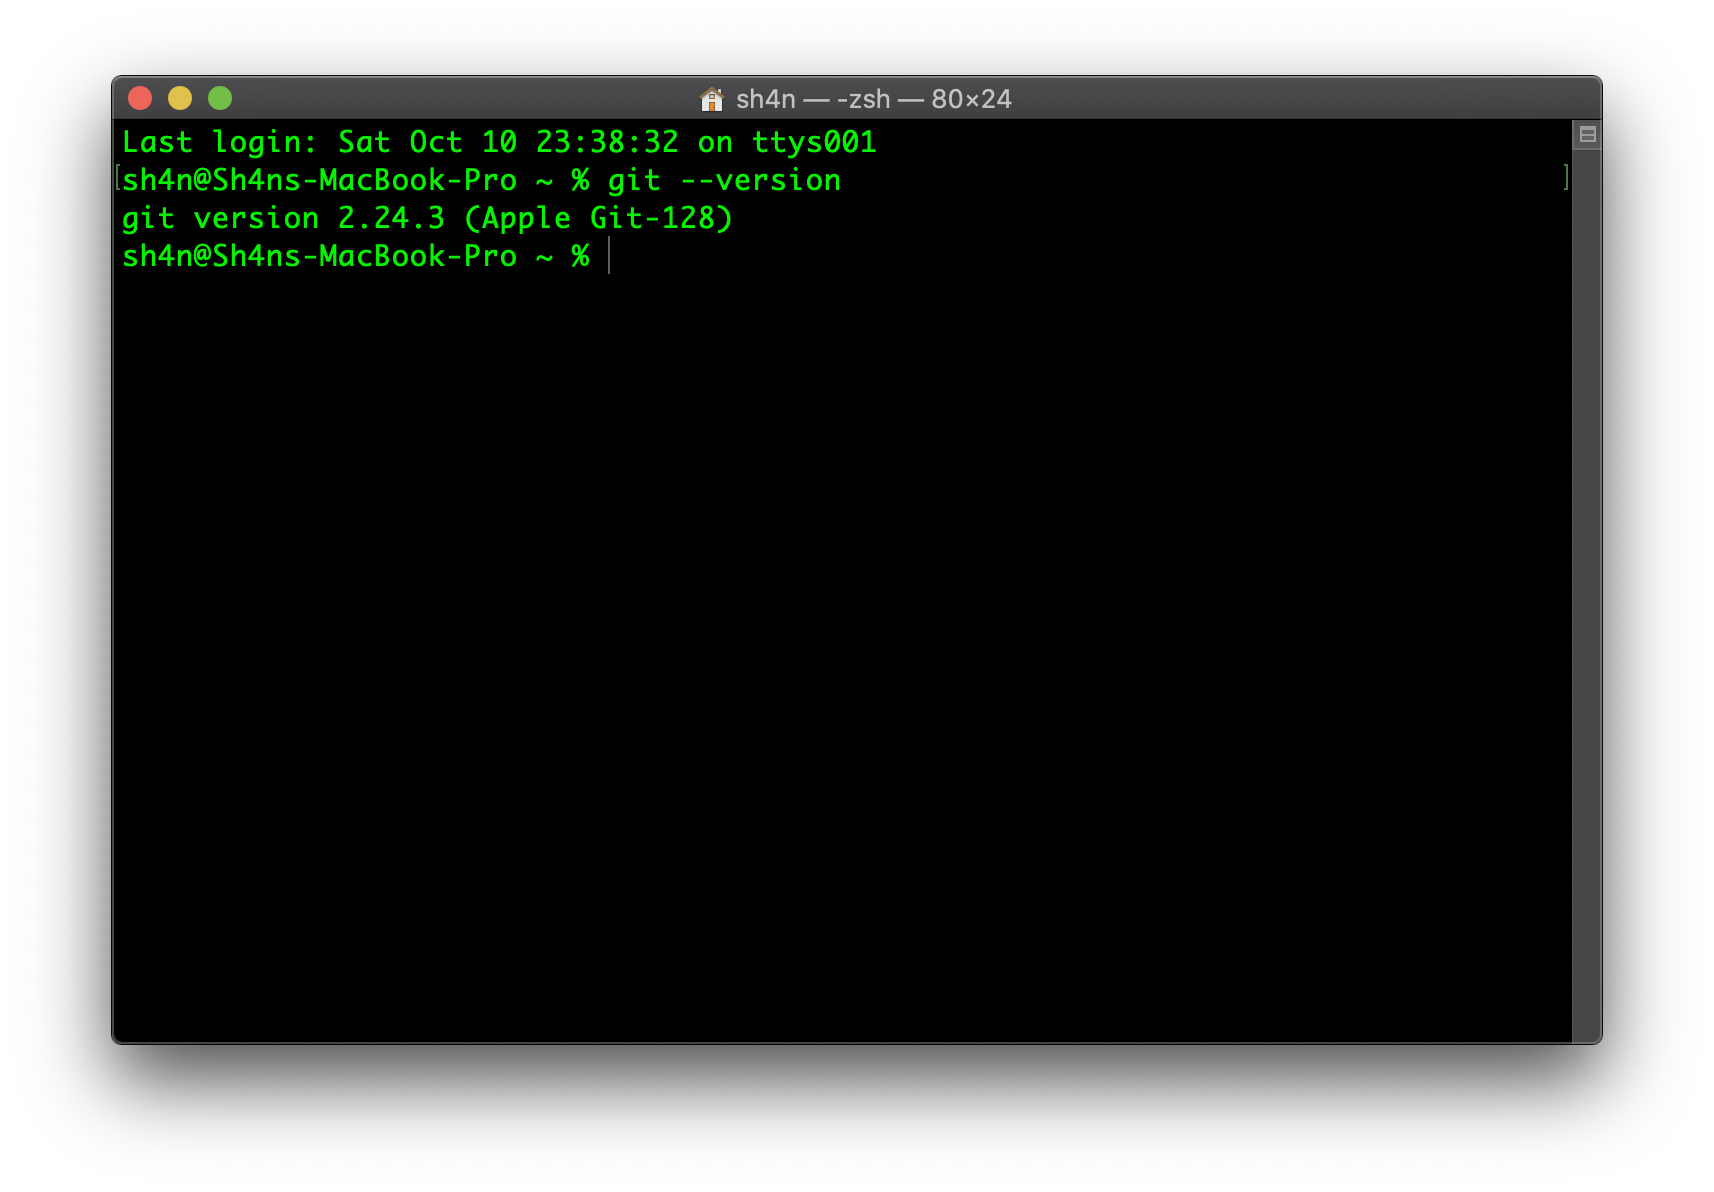 sh4n — -zsh — 80×24
Last login: Sat Oct 10 23:38:32 on ttys001
[sh4n@Sh4ns-MacBook-Pro ~ % git --version ]
git version 2.24.3 (Apple Git-128)
sh4n@Sh4ns-MacBook-Pro ~ %